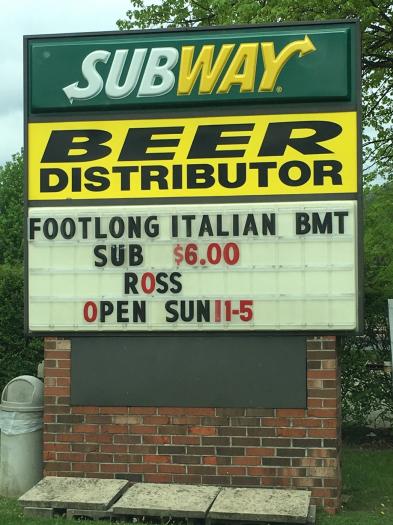 SUBWAY
BEER
DISTRIBUTOR
FOOTLONG ITALIAN BMT
SUB $6.00
ROSS
OPEN SUN 11-5